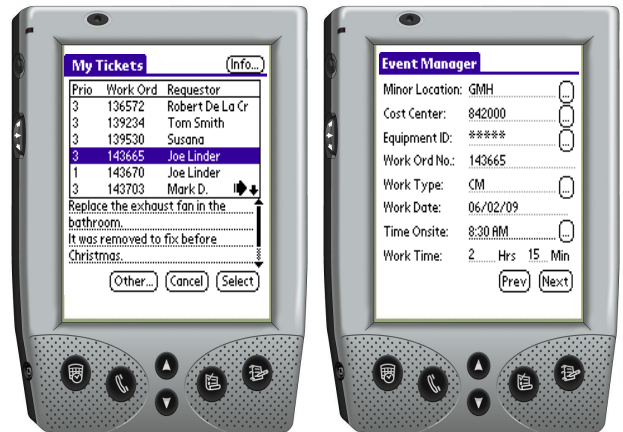 My Tickets
Info...
Prio Work Ord Requestor
3 136572 Robert De La Cr
3 139234 Tom Smith
3 139530 Susana
3 143665 Joe Linder
1 143670 Joe Linder
3 143703 Mark D.
Replace the exhaust fan in the
bathroom.
It was removed to fix before
Christmas.
Other... Cancel Select
Event Manager
Minor Location: GMH ...
Cost Center: 842000 ...
Equipment ID: ***** ...
Work Ord No.: 143665
Work Type: CM ...
Work Date: 06/02/09
Time Onsite: 8:30 AM ...
Work Time: 2 Hrs 15 Min
Prev Next